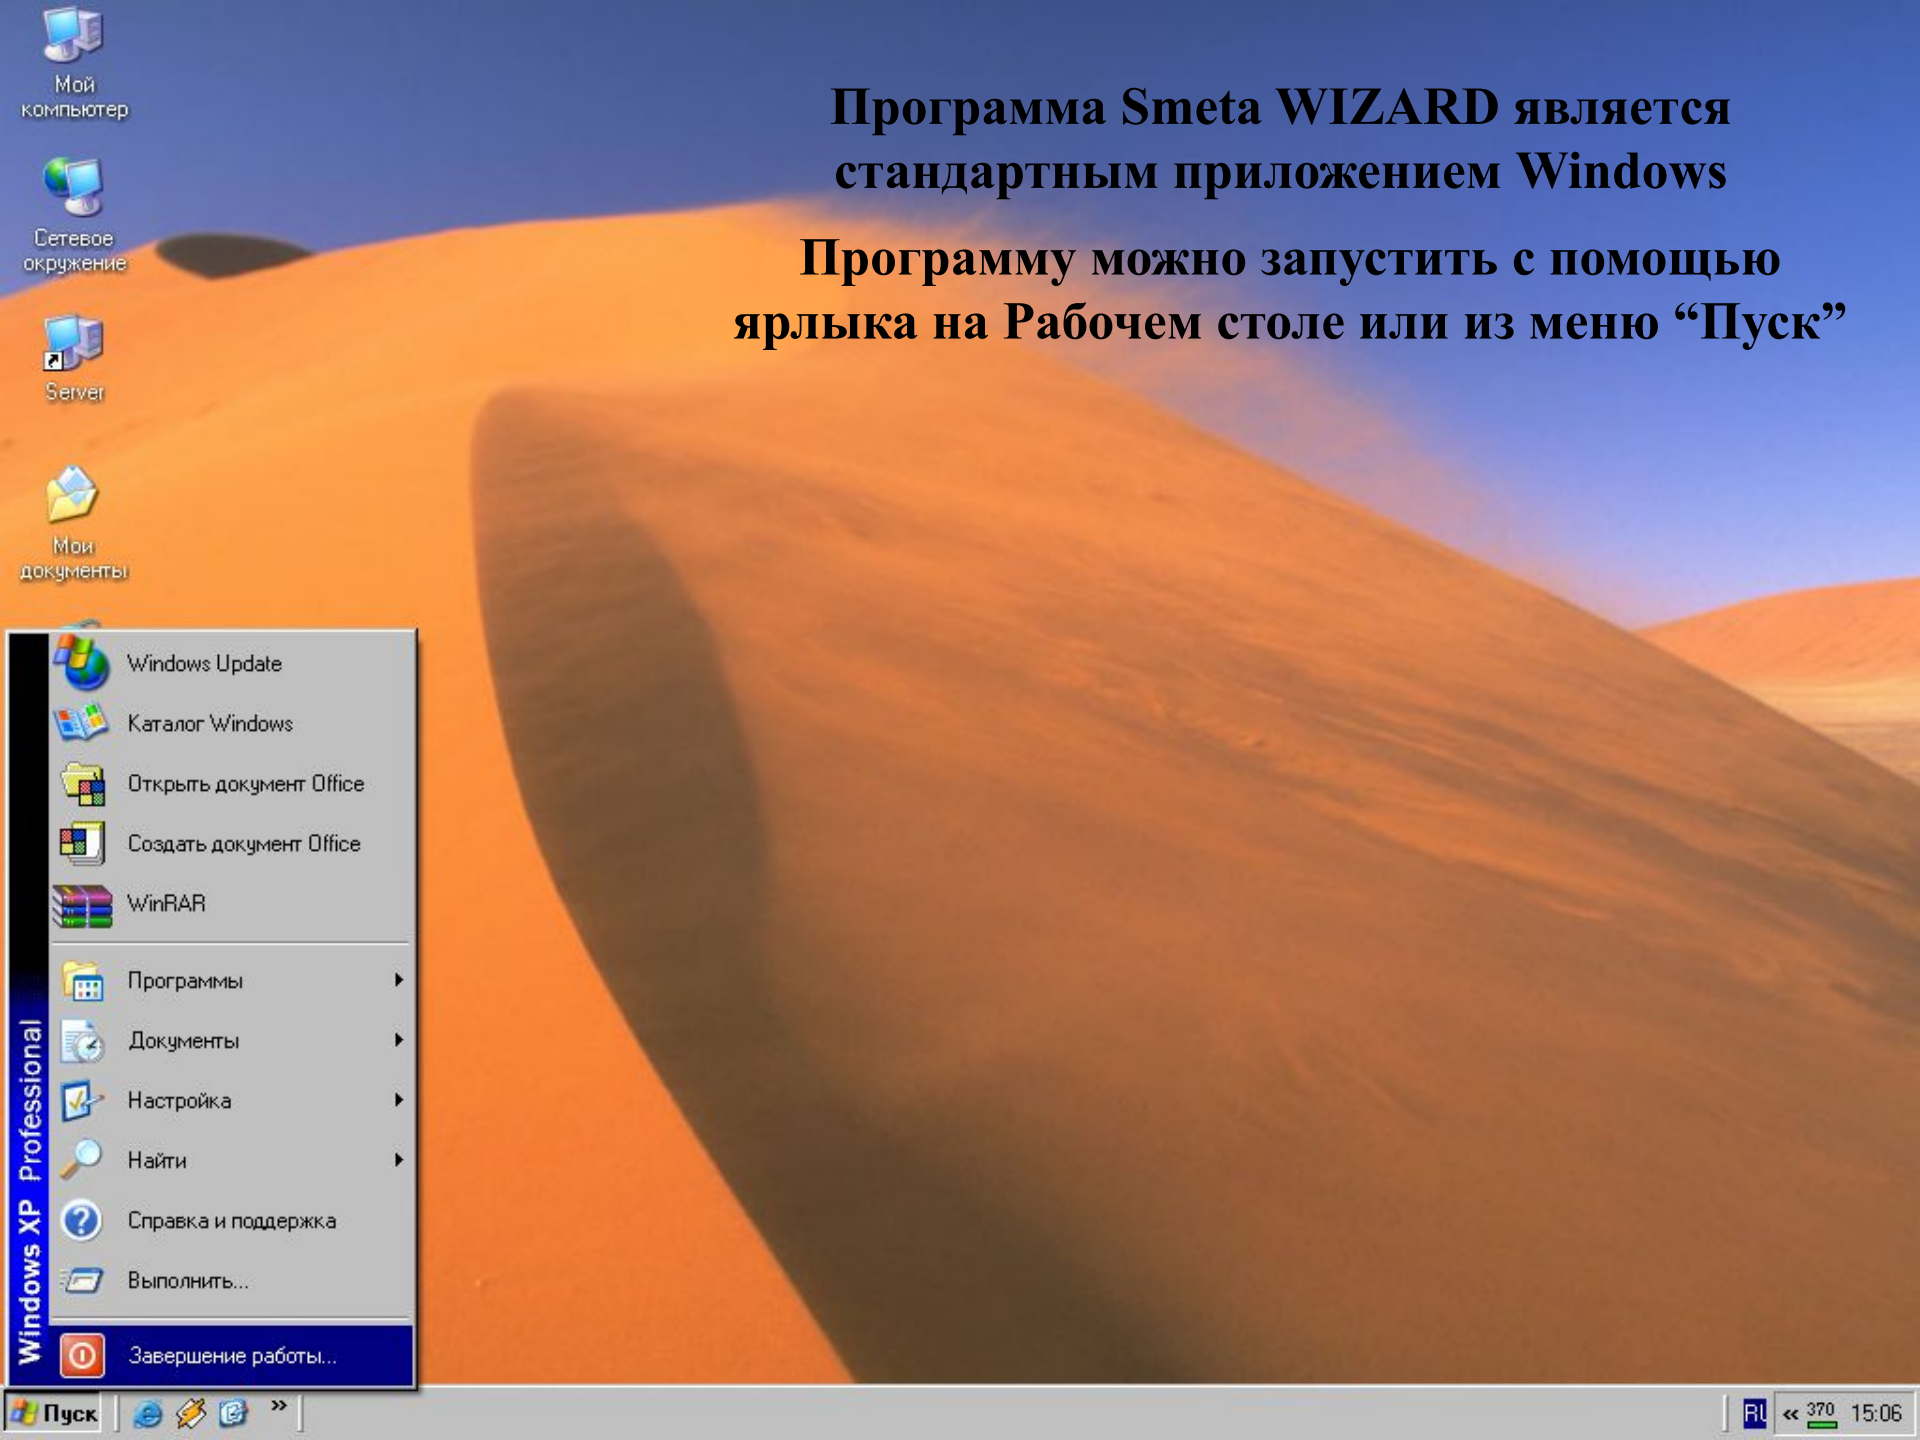 Мой
компьютер
Сетевое
окружение
Server
Мои
документы
Программа Smeta WIZARD является
стандартным приложением Windows
Программу можно запустить с помощью
ярлыка на Рабочем столе или из меню “Пуск”
Windows Update
Каталог Windows
Открыть документ Office
Создать документ Office
WinRAR
Программы
Документы
Настройка
Найти
Справка и поддержка
Выполнить...
Завершение работы...
Windows XP Professional
Пуск
»
RU
« 370 15:06